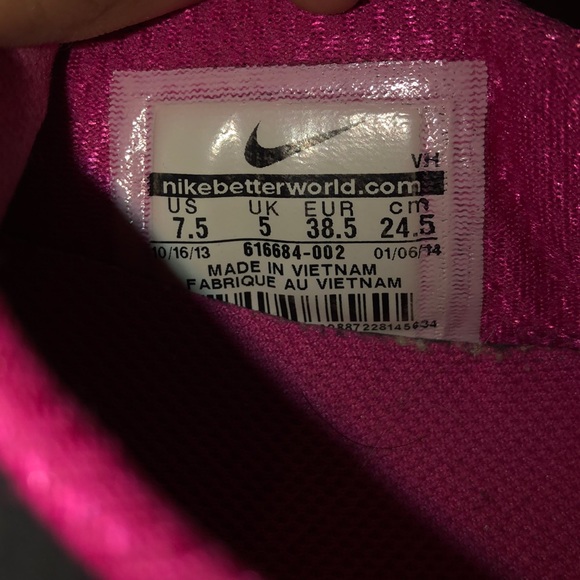 VH
nikebetterworld.com
US UK EUR cm
7.5 5 38.5 24.5
10/16/13 616684-002 01/06/14
MADE IN VIETNAM
FABRIQUE AU VIETNAM